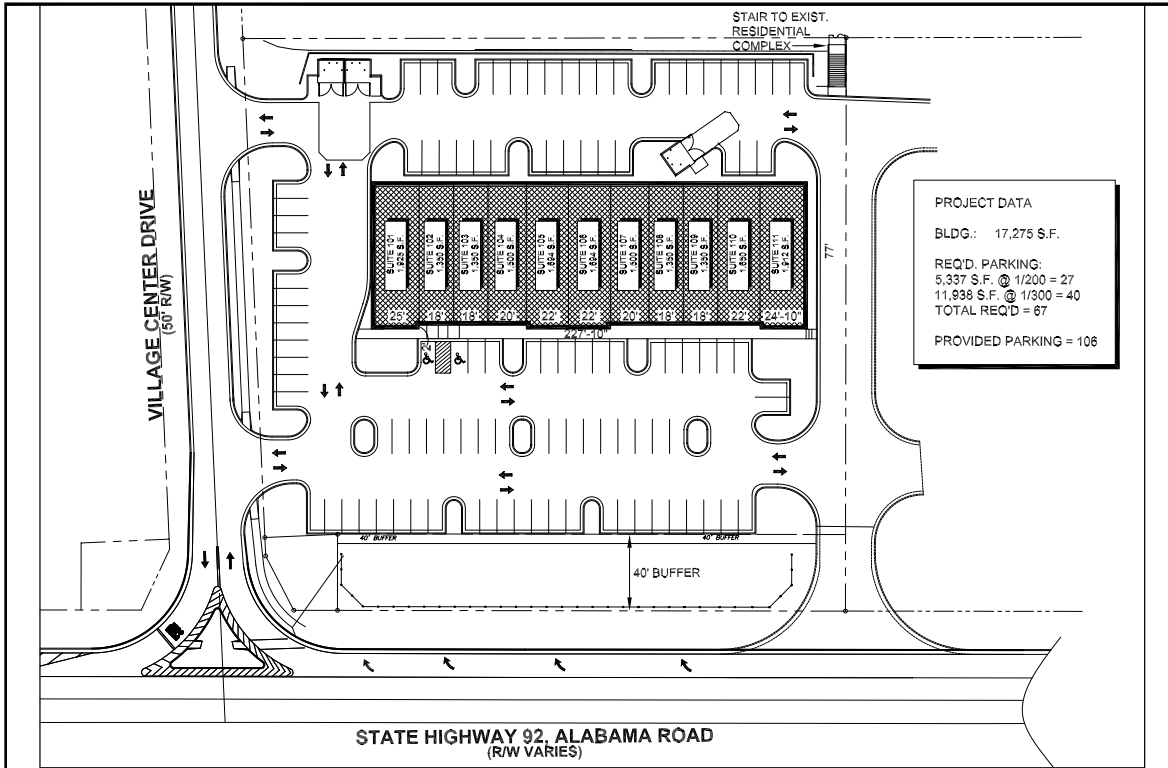 STAIR TO EXIST.
RESIDENTIAL
COMPLEX
VILLAGE CENTER DRIVE
(50' R/W)
SUITE 101
1,925 S.F.
SUITE 102
1,350 S.F.
SUITE 103
1,350 S.F.
SUITE 104
1,500 S.F.
SUITE 105
1,694 S.F.
SUITE 106
1,694 S.F.
SUITE 107
1,500 S.F.
SUITE 108
1,350 S.F.
SUITE 109
1,350 S.F.
SUITE 110
1,650 S.F.
SUITE 111
1,912 S.F.
25' 18' 18' 20' 22' 22' 20' 18' 18' 22' 24'-10"
227'-10"
2'
77'
PROJECT DATA
BLDG.: 17,275 S.F.
REQ'D. PARKING:
5,337 S.F. @ 1/200 = 27
11,938 S.F. @ 1/300 = 40
TOTAL REQ'D = 67
PROVIDED PARKING = 106
40' BUFFER 40' BUFFER
40' BUFFER
STATE HIGHWAY 92, ALABAMA ROAD
(R/W VARIES)